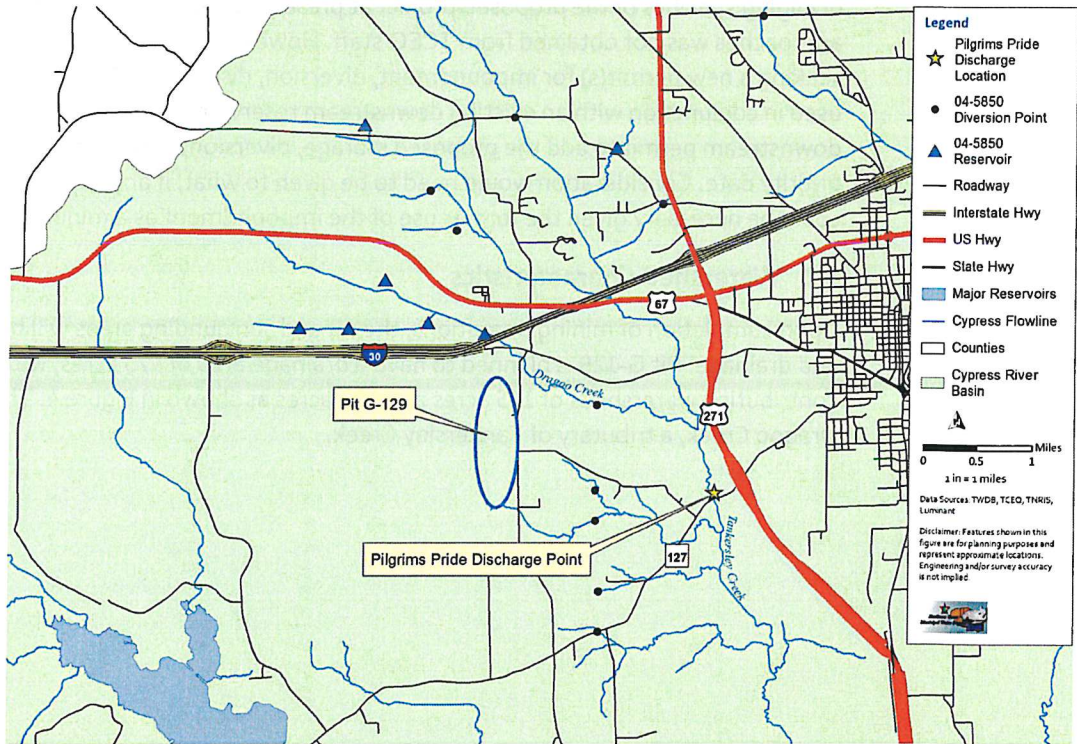 Legend
Pilgrims Pride
Discharge
Location
04-5850
Diversion Point
04-5850
Reservoir
Roadway
Interstate Hwy
US Hwy
State Hwy
Major Reservoirs
Cypress Flowline
Counties
Cypress River
Basin
Miles
0 0.5 1
1 in = 1 miles
Data Sources: TWDB, TCEQ, TNRIS,
Luminant
Disclaimer: Features shown in this
figure are for planning purposes and
represent approximate locations.
Engineering and/or survey accuracy
is not implied.
67
30
Dragoo Creek
Pit G-129
271
Pilgrims Pride Discharge Point
127
Tankersley Creek